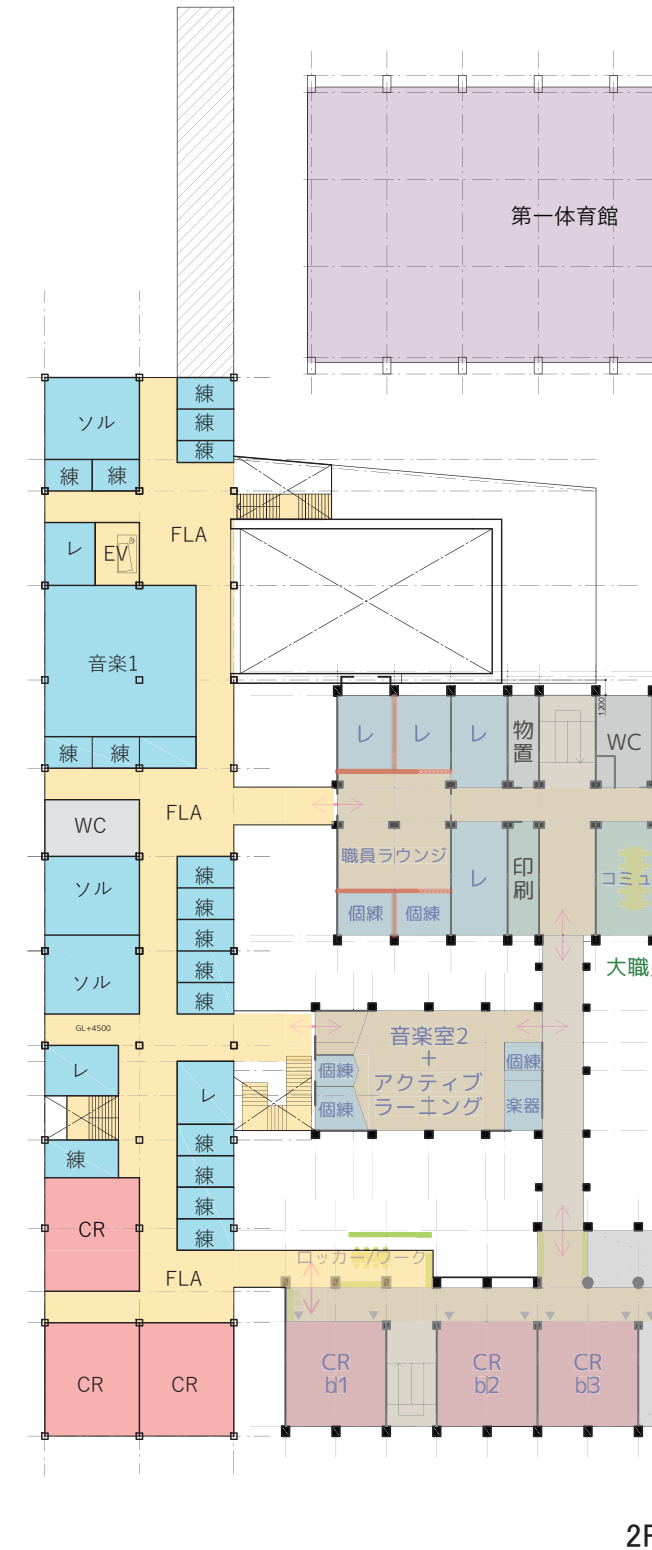 第一体育館
練
ソル
練
練
練
練
FLA
レ
EV
音楽1
1200
レ
レ
レ
物置
WC
練
練
FLA
WC
職員ラウンジ
レ
印刷
コミュ
練
ソル
練
個練
個練
練
大職
ソル
練
練
GL+4500
音楽室2
+
アクティブ
ラーニング
個練
個練
個練
楽器
レ
レ
練
練
練
練
CR
練
ロッカー/ワーク
FLA
CR
CR
CR
b1
CR
b2
CR
b3
2F